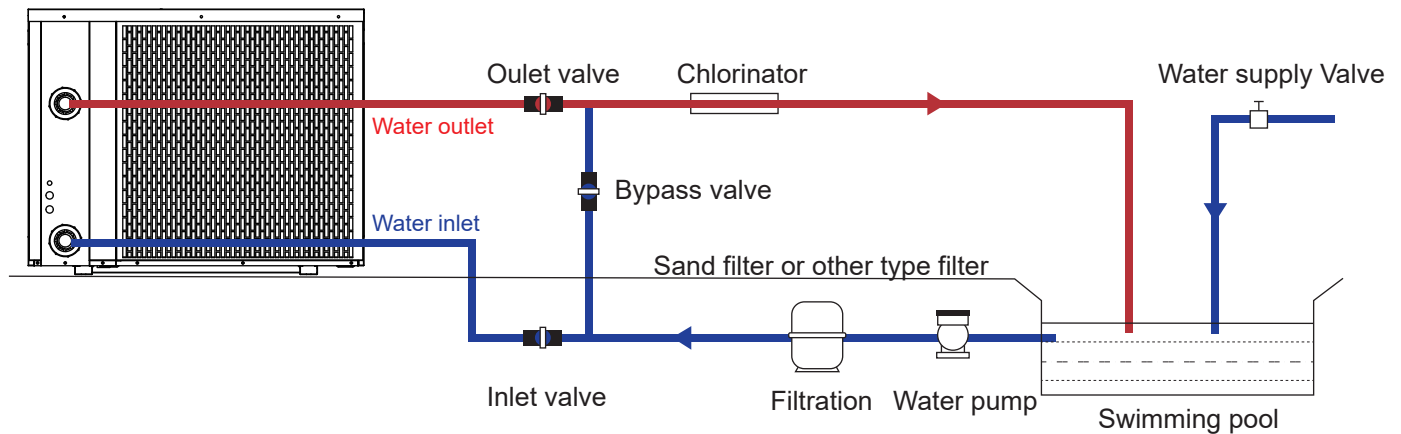 Oulet valve
Chlorinator
Water supply Valve
Water outlet
Bypass valve
Water inlet
Sand filter or other type filter
Inlet valve
Filtration
Water pump
Swimming pool